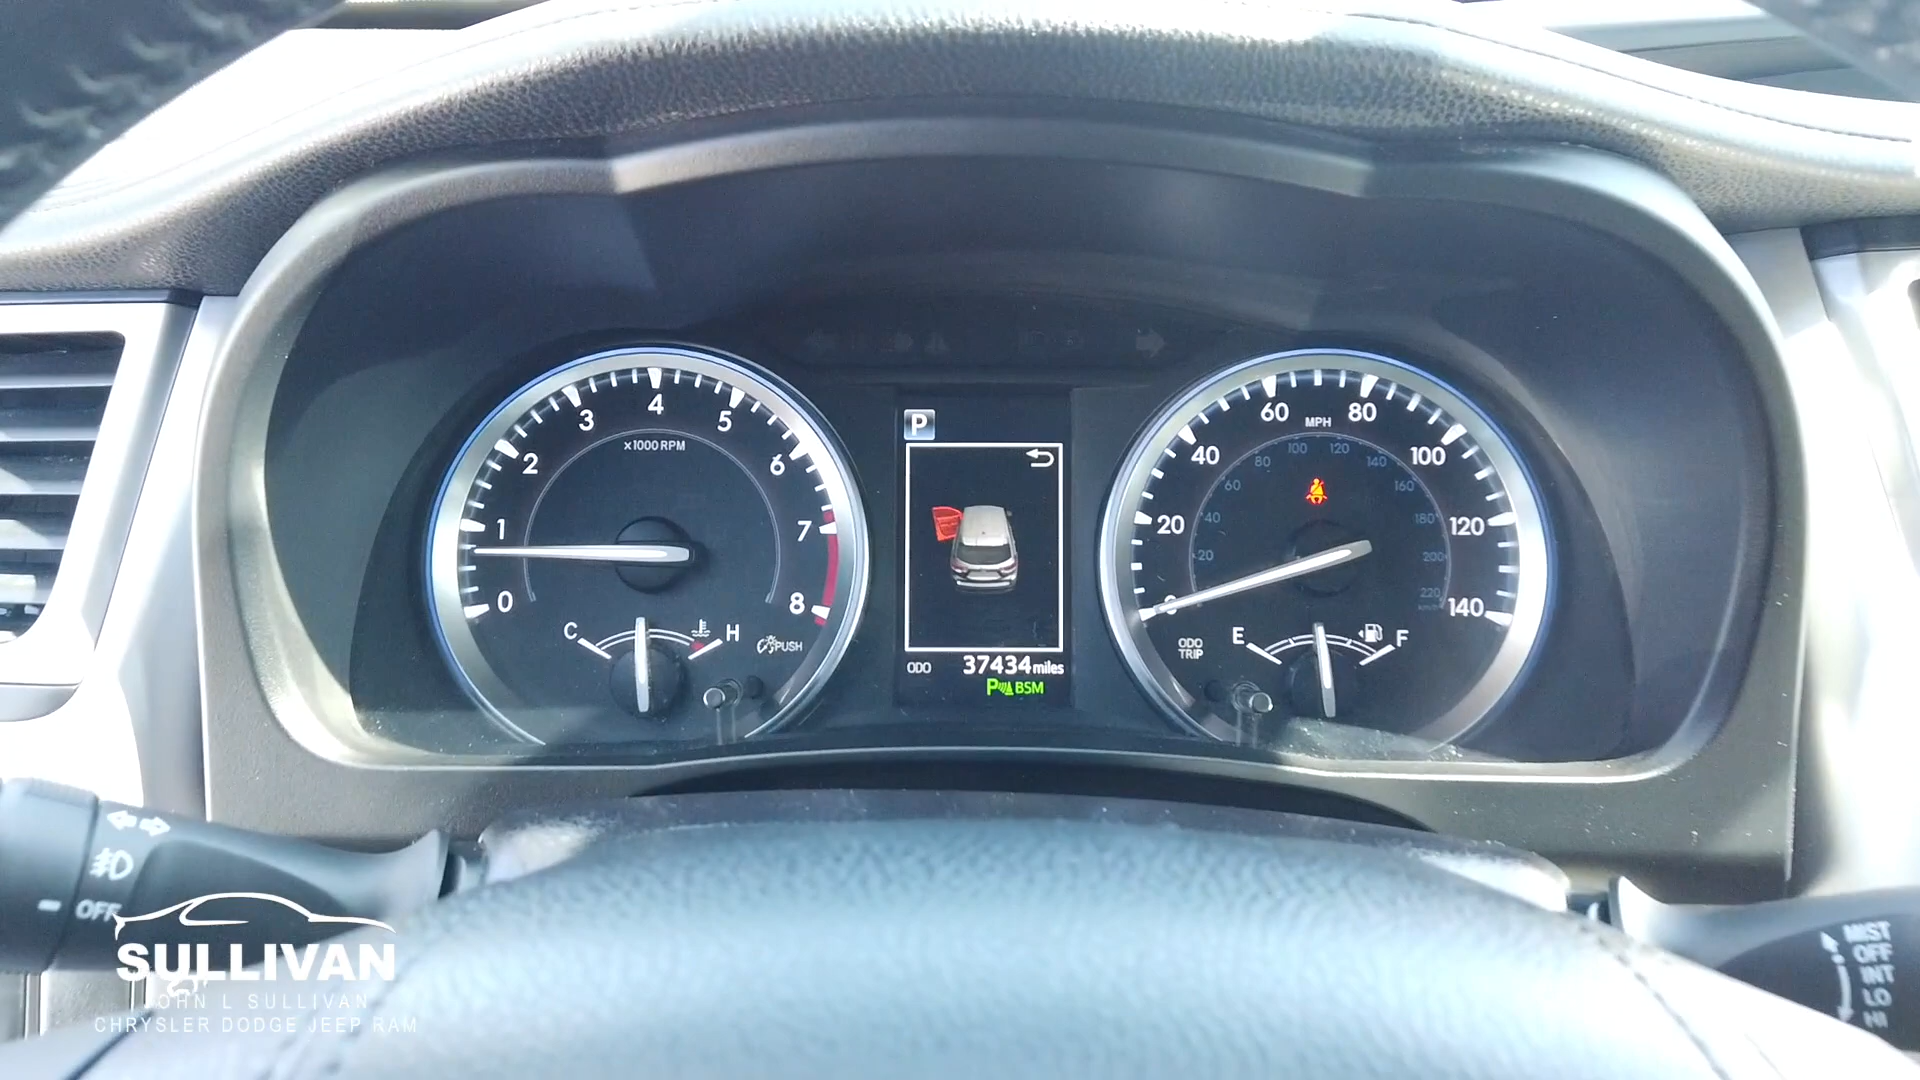 4
3
5
x1000 RPM
2
6
1
7
0
8
C
H
PUSH
P
ODO
37434 miles
P BSM
60
MPH
80
100
120
80
140
40
100
60
160
20
40
180
120
20
200
220
km/h
140
ODO
TRIP
E
F
OFF
MIST
OFF
INT
LO
HI
SULLIVAN
JOHN L SULLIVAN
CHRYSLER DODGE JEEP RAM